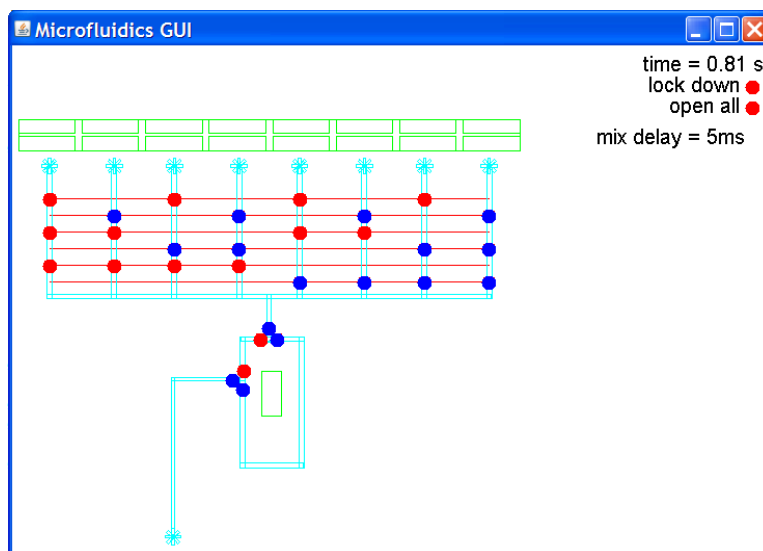 Microfluidics GUI
time = 0.81 s
lock down
open all
mix delay = 5ms